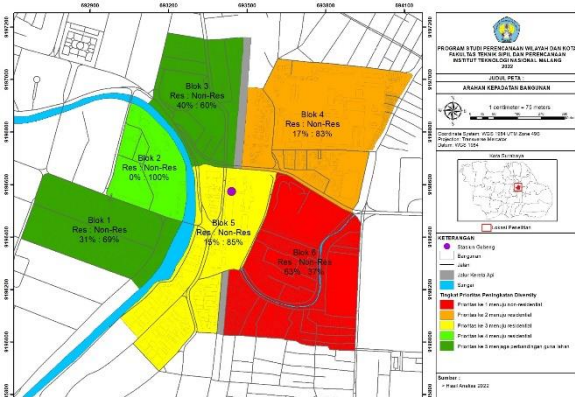 682900
693200
693500
693800
694100
Blok 3
Res : Non-Res
40% : 60%
Blok 4
Res : Non-Res
17% : 83%
Blok 2
Res : Non-Res
0% : 100%
Blok 1
Res : Non-Res
31% : 69%
Blok 5
Res : Non-Res
15% : 85%
Blok 6
Res : Non-Res
63% : 37%
PROGRAM STUDI PERENCANAAN WILAYAH DAN KOTA
FAKULTAS TEKNIK SIPIL DAN PERENCANAAN
INSTITUT TEKNOLOGI NASIONAL MALANG
2022
JUDUL PETA :
ARAHAN KEPADATAN BANGUNAN
1 centimeter = 70 meters
Coordinate System: WGS 1984 UTM Zone 49S
Projection: Transverse Mercator
Datum: WGS 1984
Kota Surabaya
Lokasi Penelitian
KETERANGAN
Stasiun Gubeng
Bangunan
Jalan
Jalur Kereta Api
Sungai
Tingkat Prioritas Peningkatan Diversity
Prioritas ke 1 menuju non-residential
Prioritas ke 2 menuju residential
Prioritas ke 3 menuju residential
Prioritas ke 4 menuju residential
Prioritas ke 5 menjaga perbandingan guna lahan
Sumber :
Hasil Analisa 2022